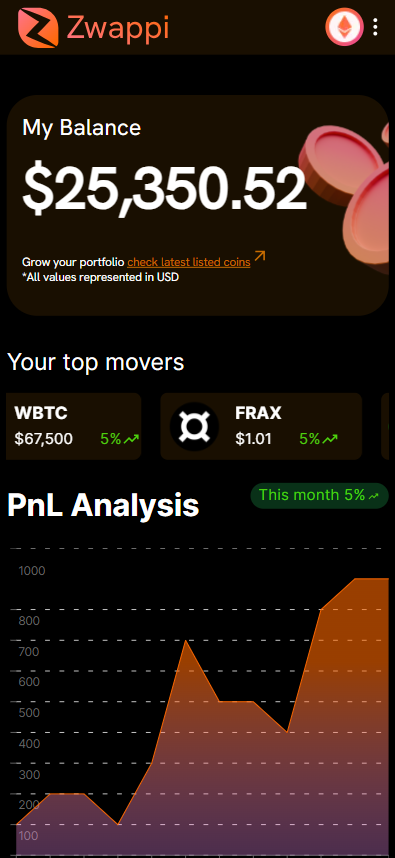 Zwappi
My Balance
$25,350.52
Grow your portfolio check latest listed coins
*All values represented in USD
Your top movers
WBTC
$67,500 5%
FRAX
$1.01 5%
PnL Analysis
This month 5%
1000
800
700
600
500
400
300
200
100